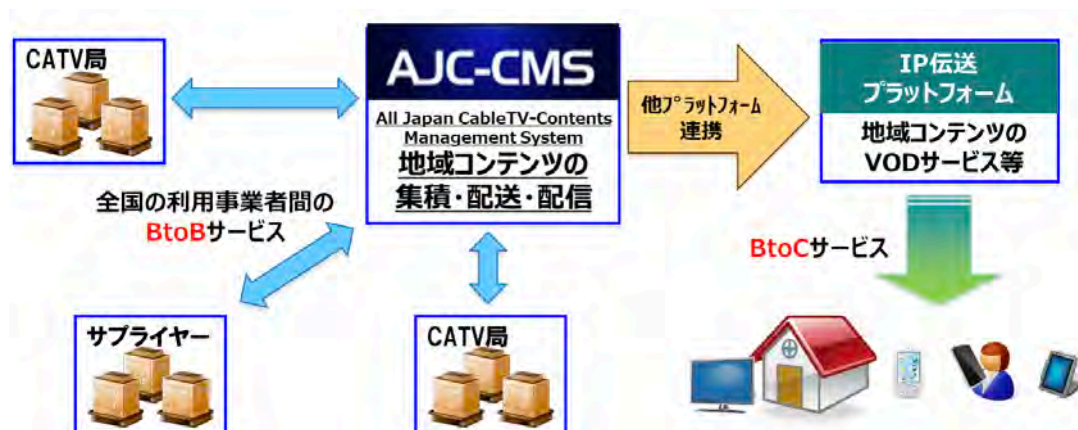 CATV局
AJC-CMS
All Japan CableTV-Contents
Management System
地域コンテンツの
集積・配送・配信
他プラットフォーム
連携
IP伝送
プラットフォーム
地域コンテンツの
VODサービス等
全国の利用事業者間の
BtoBサービス
BtoCサービス
サプライヤー
CATV局